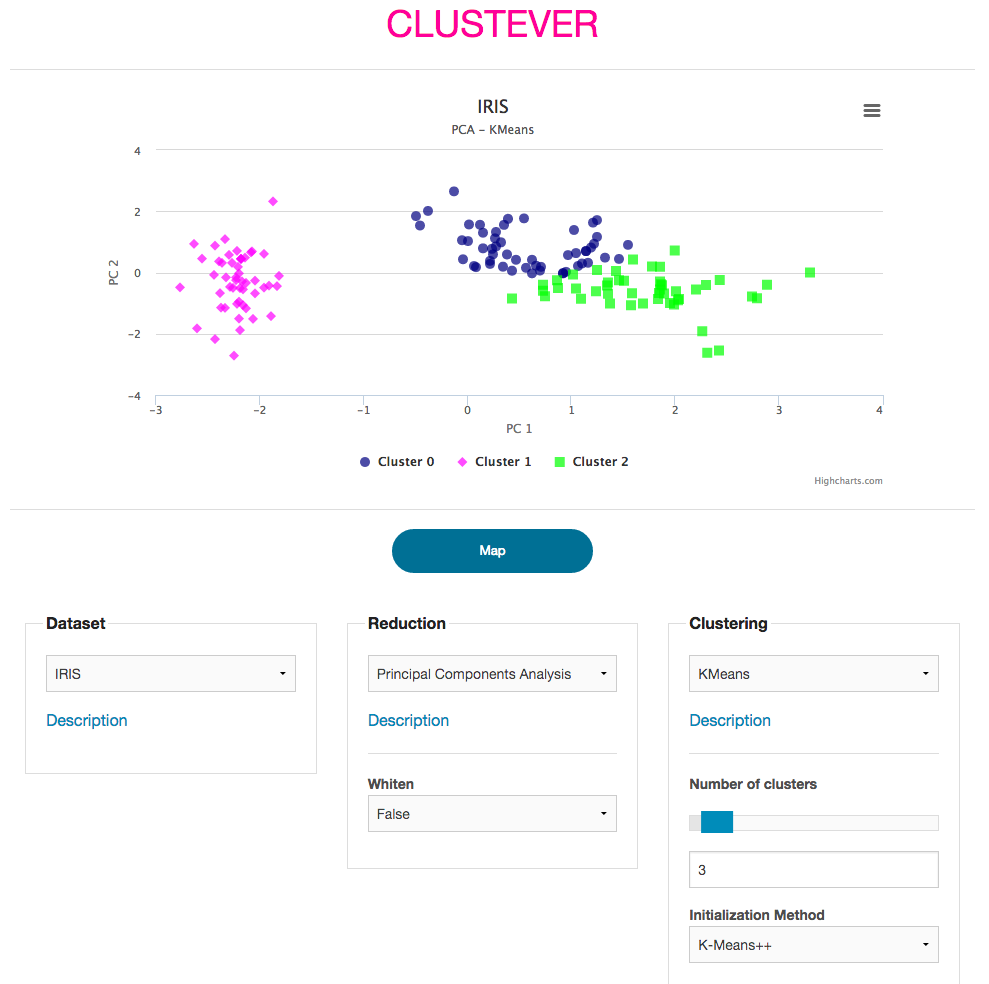 CLUSTEVER
IRIS
PCA – KMeans
4
2
0
−2
−4
PC 2
−3 −2 −1 0 1 2 3 4
PC 1
Cluster 0 Cluster 1 Cluster 2
Highcharts.com
Map
Dataset
IRIS
Description
Reduction
Principal Components Analysis
Description
Whiten
False
Clustering
KMeans
Description
Number of clusters
3
Initialization Method
K-Means++